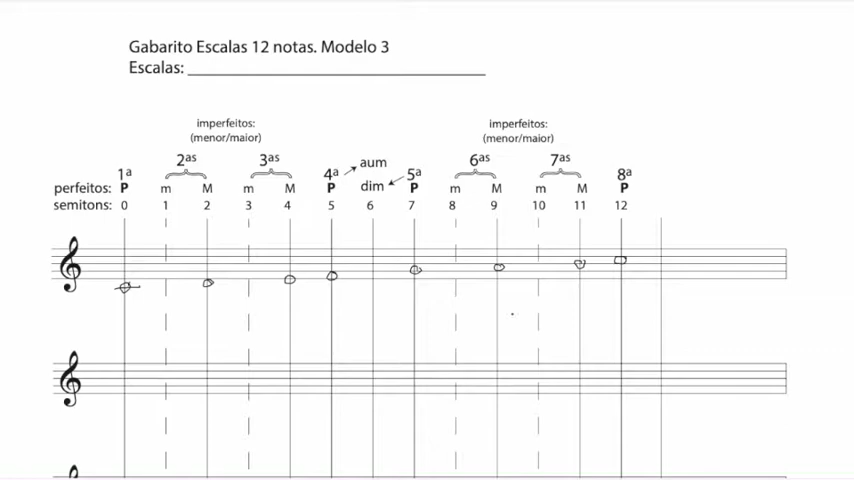 Gabarito Escalas 12 notas. Modelo 3
Escalas: ______________________________
imperfeitos: imperfeitos:
(menor/maior) (menor/maior)
1ª 2ªs 3ªs 4ª aum dim 5ª 6ªs 7ªs 8ª
perfeitos: P m M m M P P m M m M P
semitons: 0 1 2 3 4 5 6 7 8 9 10 11 12